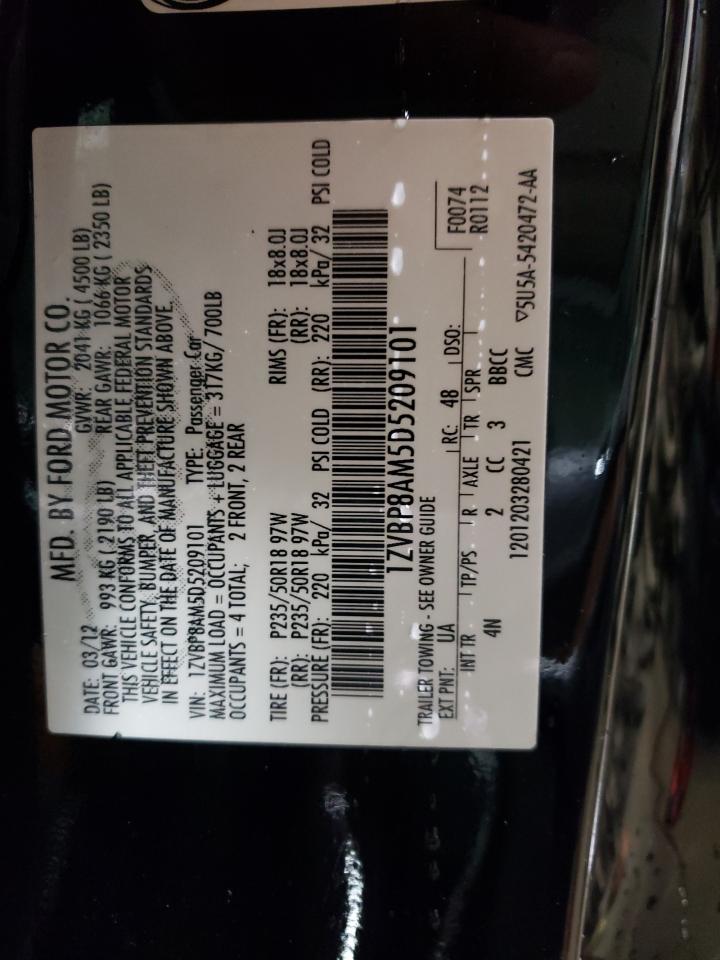 MFD. BY FORD MOTOR CO.
DATE: 03/12 GVWR: 2041 KG ( 4500 LB)
FRONT GAWR: 993 KG ( 2190 LB) REAR GAWR: 1066 KG ( 2350 LB)
THIS VEHICLE CONFORMS TO ALL APPLICABLE FEDERAL MOTOR
VEHICLE SAFETY, BUMPER, AND THEFT PREVENTION STANDARDS
IN EFFECT ON THE DATE OF MANUFACTURE SHOWN ABOVE.
VIN: 1ZVBP8AM5D5209101 TYPE: Passenger Car
MAXIMUM LOAD = OCCUPANTS + LUGGAGE = 317KG/700LB
OCCUPANTS = 4 TOTAL; 2 FRONT, 2 REAR
TIRE (FR): P235/50R18 97W RIMS (FR): 18x8.0J
(RR): P235/50R18 97W (RR): 18x8.0J
PRESSURE (FR): 220 kPa/ 32 PSI COLD (RR): 220 kPa/ 32 PSI COLD
1ZVBP8AM5D5209101
TRAILER TOWING - SEE OWNER GUIDE F0074
EXT PNT: UA RC: 48 DSO: R0112
INT TR TP/PS R AXLE TR SPR
4N 2 CC 3 BBCC
1201203280421 CMC ▽5U5A-5420472-AA